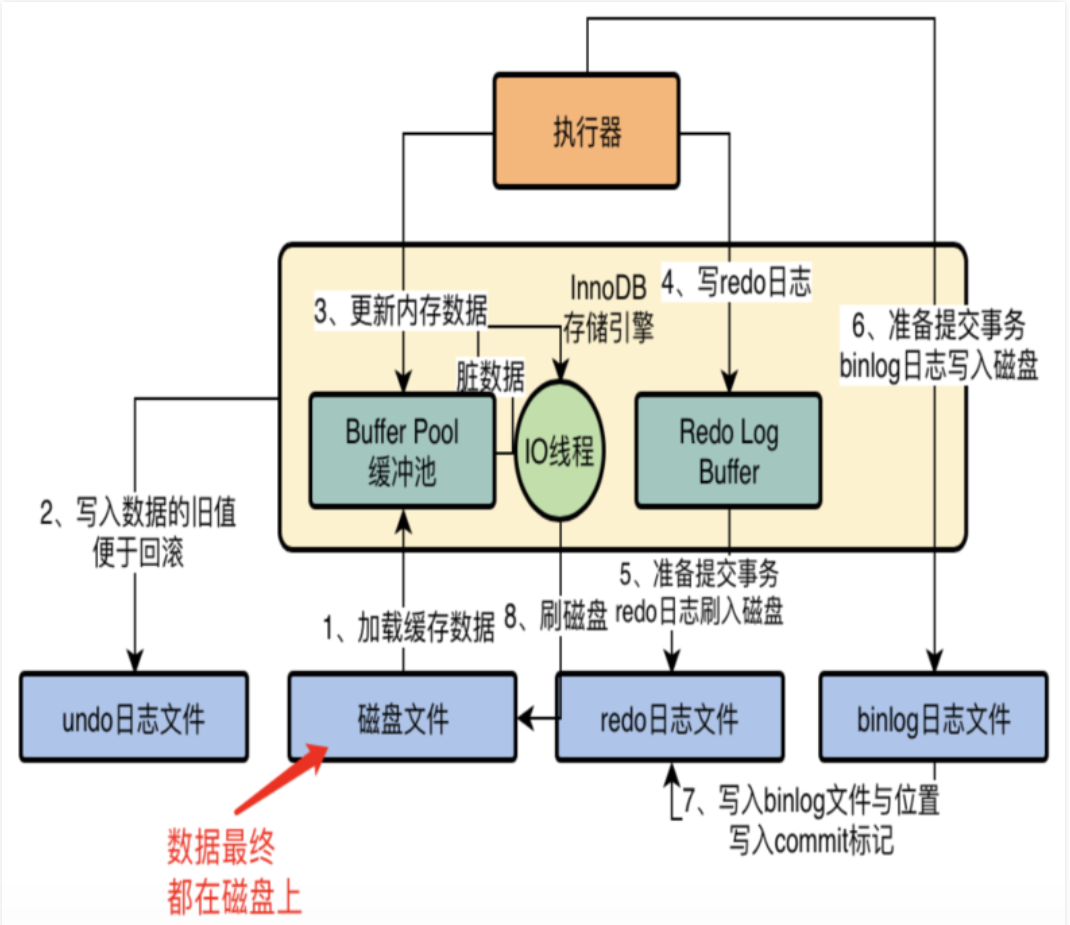 执行器
InnoDB
存储引擎
4、写redo日志
3、更新内存数据
6、准备提交事务
binlog日志写入磁盘
脏数据
Buffer Pool
缓冲池
IO线程
Redo Log
Buffer
2、写入数据的旧值
便于回滚
5、准备提交事务
redo日志刷入磁盘
1、加载缓存数据
8、刷磁盘
undo日志文件
磁盘文件
redo日志文件
binlog日志文件
7、写入binlog文件与位置
写入commit标记
数据最终
都在磁盘上